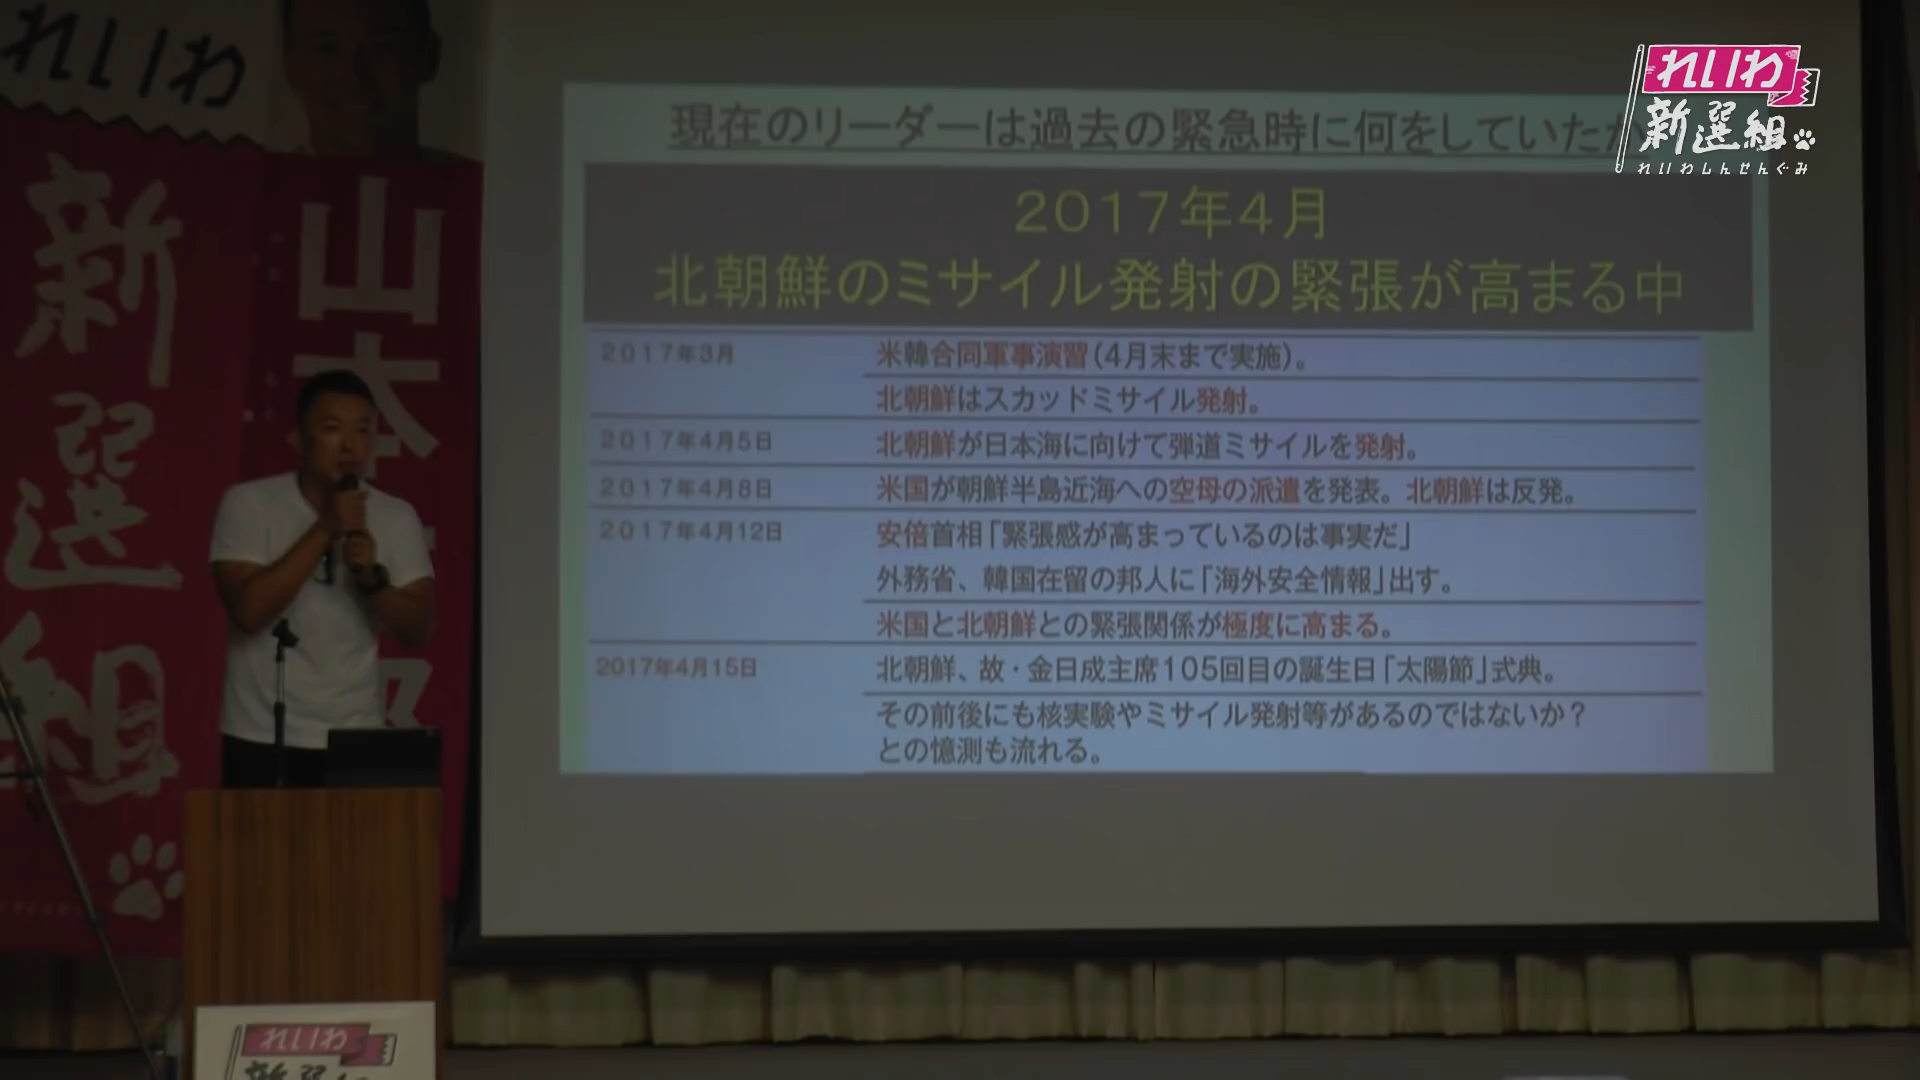 れいわ
新選組
山本
れいわ
新選組
れいわしんせんぐみ
現在のリーダーは過去の緊急時に何をしていたか
2017年4月
北朝鮮のミサイル発射の緊張が高まる中
2017年3月 米韓合同軍事演習(4月末まで実施)。
北朝鮮はスカッドミサイル発射。
2017年4月5日 北朝鮮が日本海に向けて弾道ミサイルを発射。
2017年4月8日 米国が朝鮮半島近海への空母の派遣を発表。北朝鮮は反発。
2017年4月12日 安倍首相「緊張感が高まっているのは事実だ」
外務省、韓国在留の邦人に「海外安全情報」出す。
米国と北朝鮮との緊張関係が極度に高まる。
2017年4月15日 北朝鮮、故・金日成主席105回目の誕生日「太陽節」式典。
その前後にも核実験やミサイル発射等があるのではないか?
との憶測も流れる。
れいわ
新選組